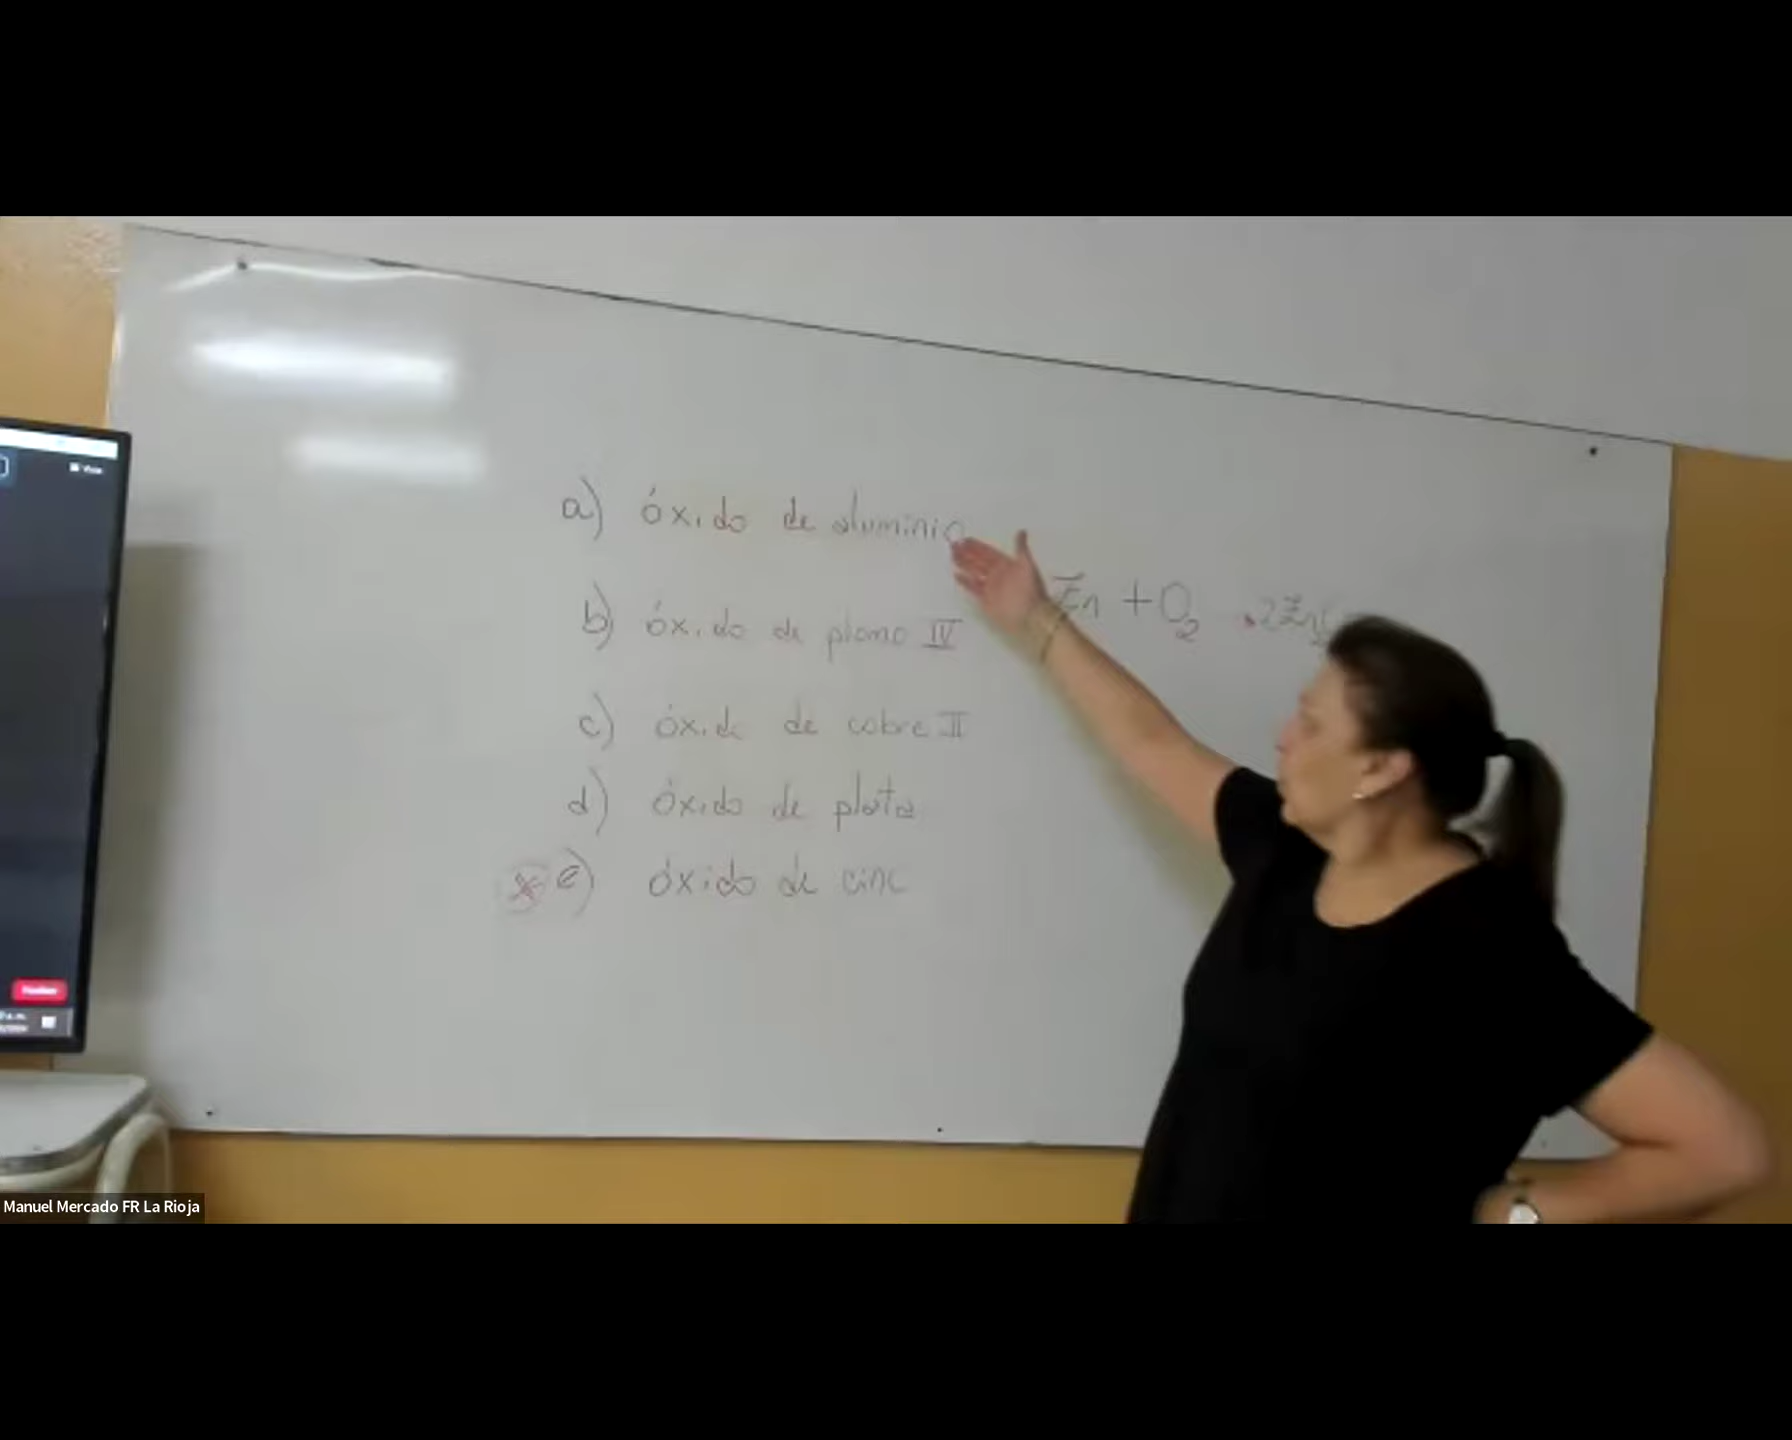 a) óxido de aluminio
Zn + O2 2Zn
b) óxido de plomo IV
c) óxido de cobre II
d) óxido de plata
x e) óxido de cinc
Manuel Mercado FR La Rioja